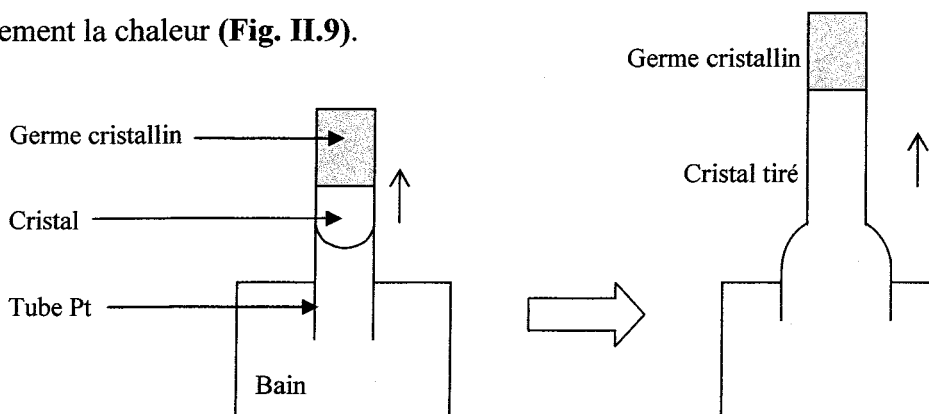 ement la chaleur (Fig. II.9).
Germe cristallin
Cristal
Tube Pt
Bain
Germe cristallin
Cristal tiré